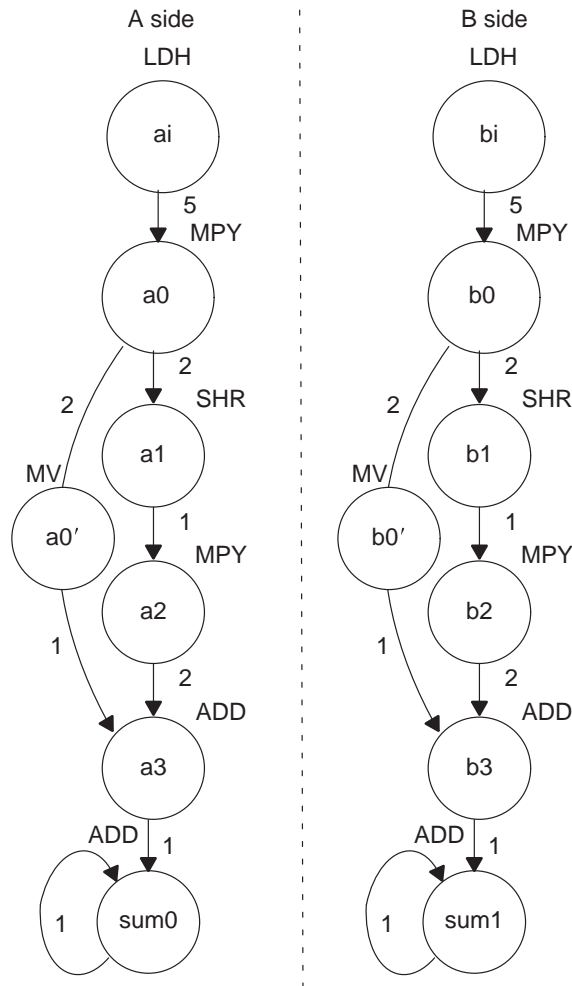 A side
LDH
ai
5
MPY
a0
2
2
SHR
a1
MV
a0′
1
MPY
a2
1
2
ADD
a3
ADD
1
1
sum0
B side
LDH
bi
5
MPY
b0
2
2
SHR
b1
MV
b0'
1
MPY
b2
1
2
ADD
b3
ADD
1
1
sum1